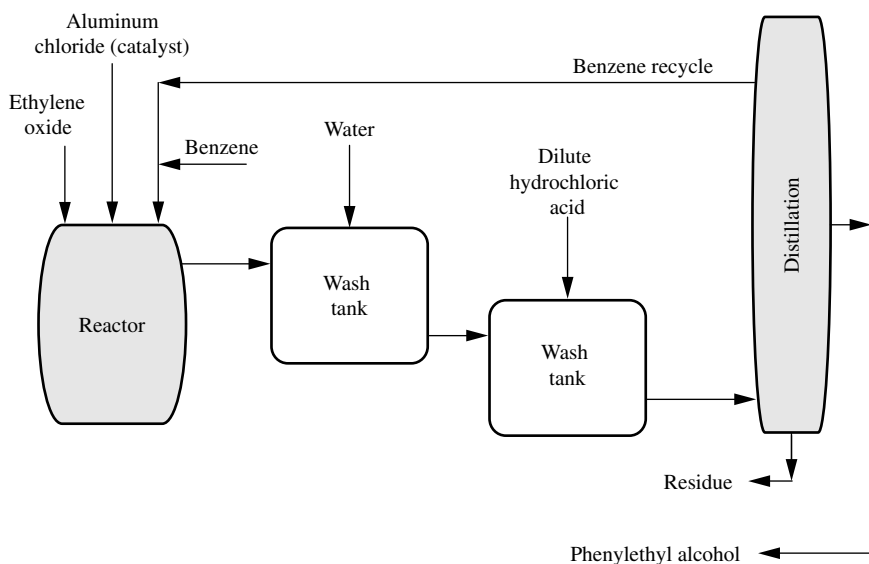 Aluminum
chloride (catalyst)
Ethylene
oxide
Benzene recycle
Benzene
Water
Dilute
hydrochloric
acid
Distillation
Reactor
Wash
tank
Wash
tank
Residue
Phenylethyl alcohol